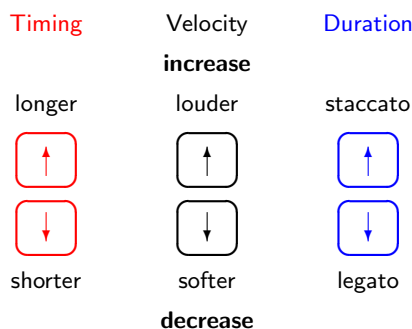 Timing Velocity Duration
increase
longer louder staccato
shorter softer legato
decrease